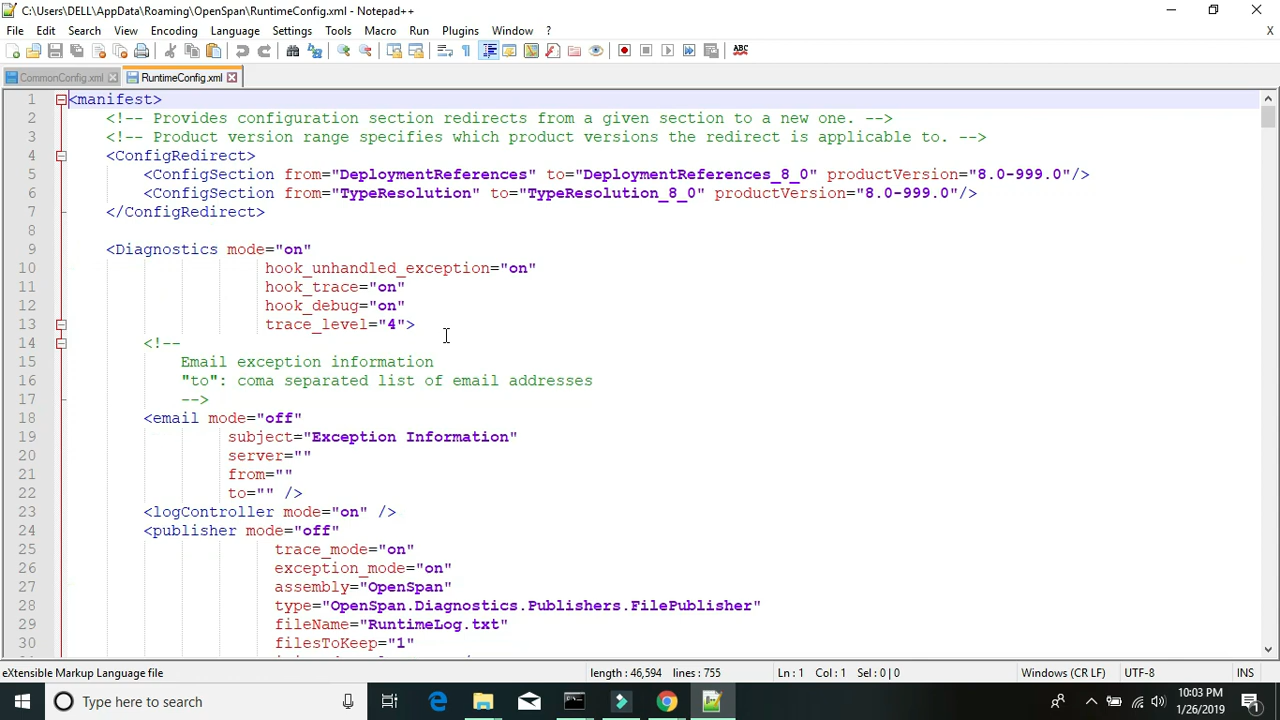 C:\Users\DELL\AppData\Roaming\OpenSpan\RuntimeConfig.xml - Notepad++
File Edit Search View Encoding Language Settings Tools Macro Run Plugins Window ? X
ABC
CommonConfig.xml RuntimeConfig.xml
1 <manifest>
2 <!-- Provides configuration section redirects from a given section to a new one. -->
3 <!-- Product version range specifies which product versions the redirect is applicable to. -->
4 <ConfigRedirect>
5 <ConfigSection from="DeploymentReferences" to="DeploymentReferences_8_0" productVersion="8.0-999.0"/>
6 <ConfigSection from="TypeResolution" to="TypeResolution_8_0" productVersion="8.0-999.0"/>
7 </ConfigRedirect>
8
9 <Diagnostics mode="on"
10 hook_unhandled_exception="on"
11 hook_trace="on"
12 hook_debug="on"
13 trace_level="4">
14 <!--
15 Email exception information
16 "to": coma separated list of email addresses
17 -->
18 <email mode="off"
19 subject="Exception Information"
20 server=""
21 from=""
22 to="" />
23 <logController mode="on" />
24 <publisher mode="off"
25 trace_mode="on"
26 exception_mode="on"
27 assembly="OpenSpan"
28 type="OpenSpan.Diagnostics.Publishers.FilePublisher"
29 fileName="RuntimeLog.txt"
30 filesToKeep="1"
eXtensible Markup Language file length : 46,594 lines : 755 Ln : 1 Col : 1 Sel : 0 | 0 Windows (CR LF) UTF-8 INS
Type here to search
10:03 PM
1/26/2019